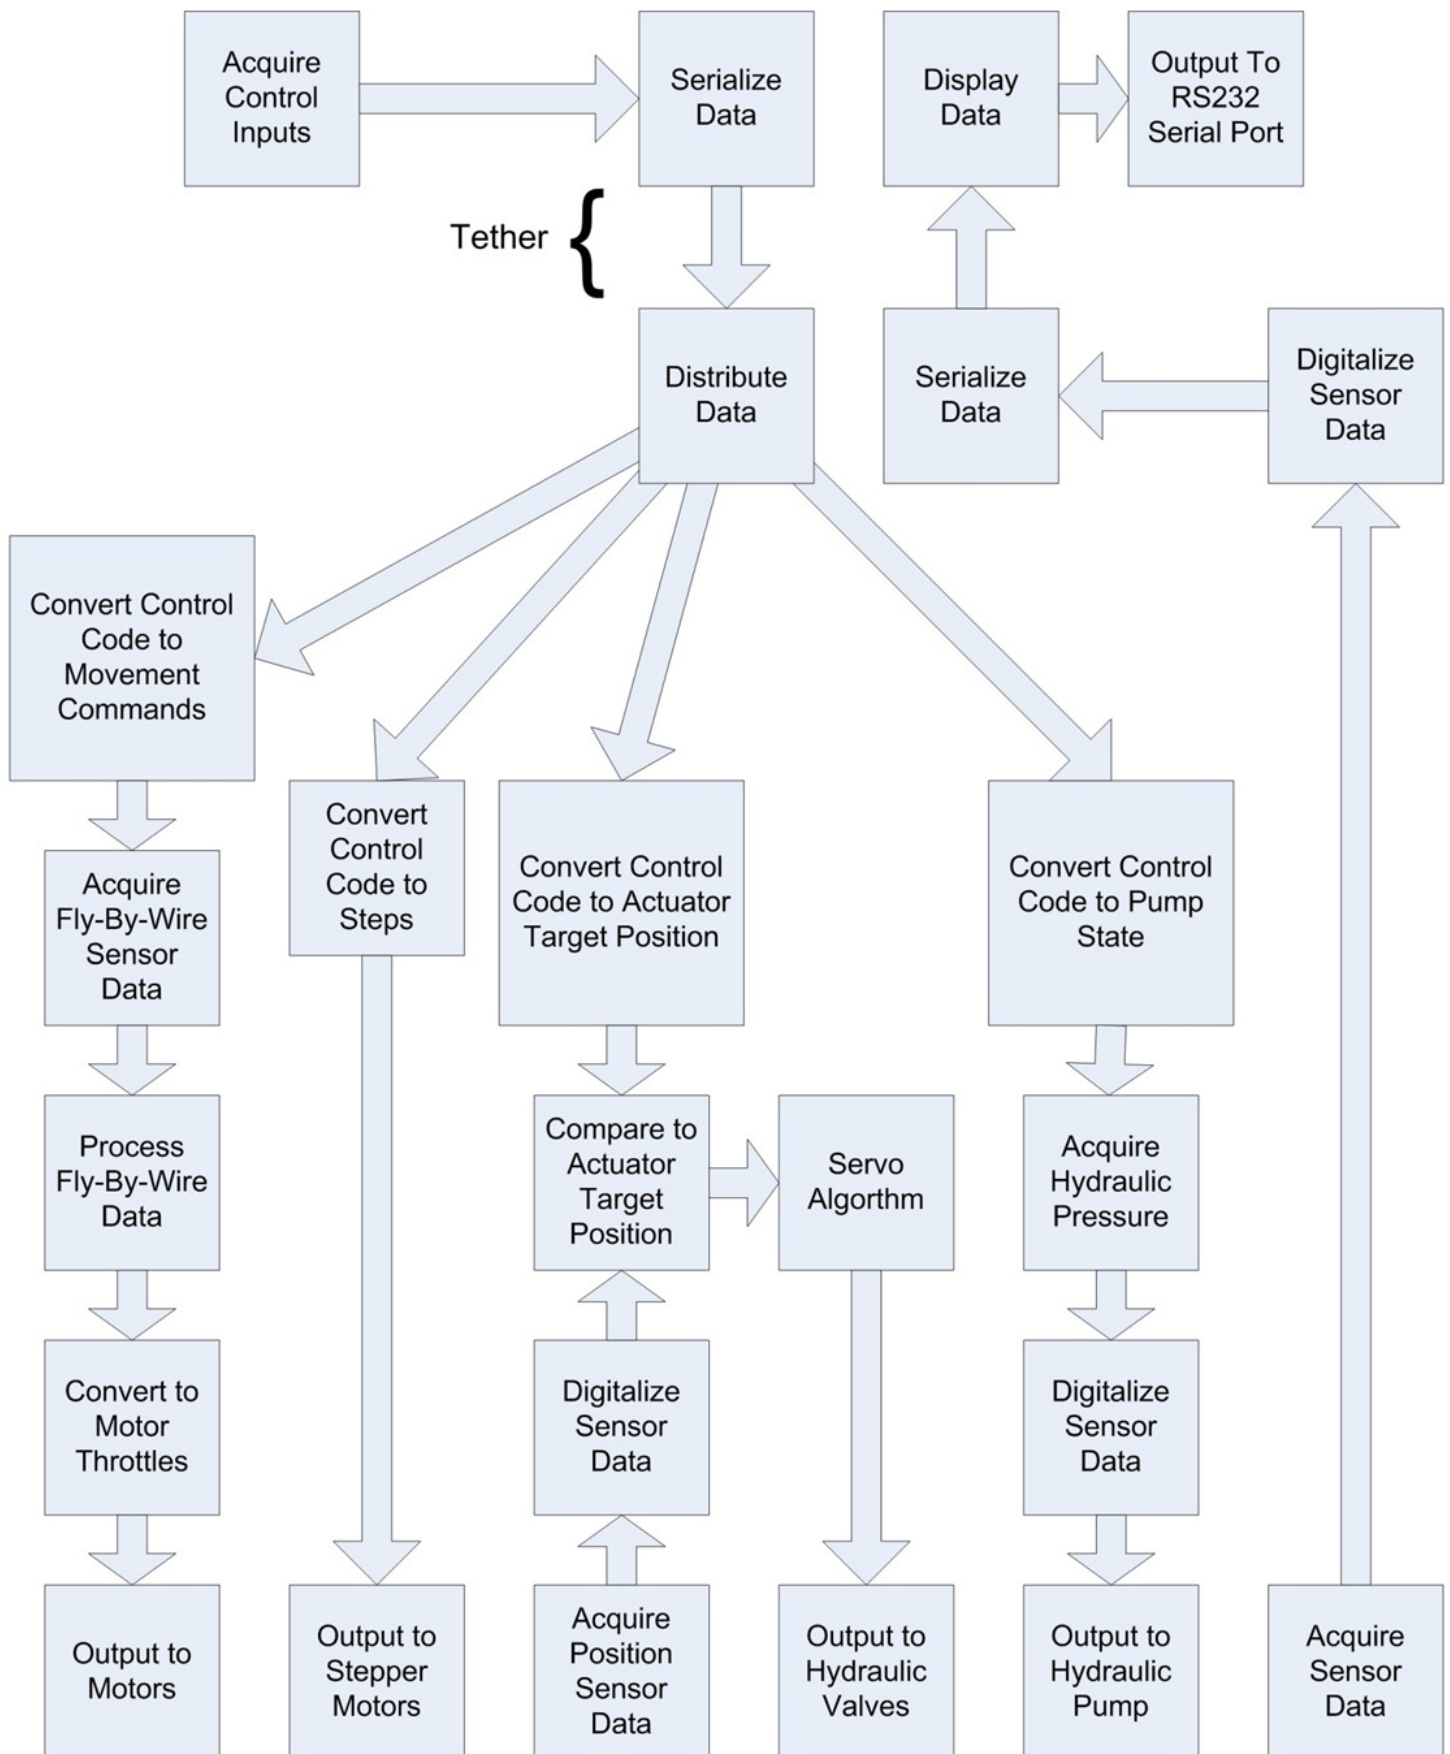 Acquire
Control
Inputs
Serialize
Data
Display
Data
Output To
RS232
Serial Port
Tether
{
Distribute
Data
Serialize
Data
Digitalize
Sensor
Data
Convert Control
Code to
Movement
Commands
Convert
Control
Code to
Steps
Convert Control
Code to Actuator
Target Position
Convert Control
Code to Pump
State
Acquire
Fly-By-Wire
Sensor
Data
Process
Fly-By-Wire
Data
Compare to
Actuator
Target
Position
Servo
Algorthm
Acquire
Hydraulic
Pressure
Convert to
Motor
Throttles
Digitalize
Sensor
Data
Digitalize
Sensor
Data
Output to
Motors
Output to
Stepper
Motors
Acquire
Position
Sensor
Data
Output to
Hydraulic
Valves
Output to
Hydraulic
Pump
Acquire
Sensor
Data